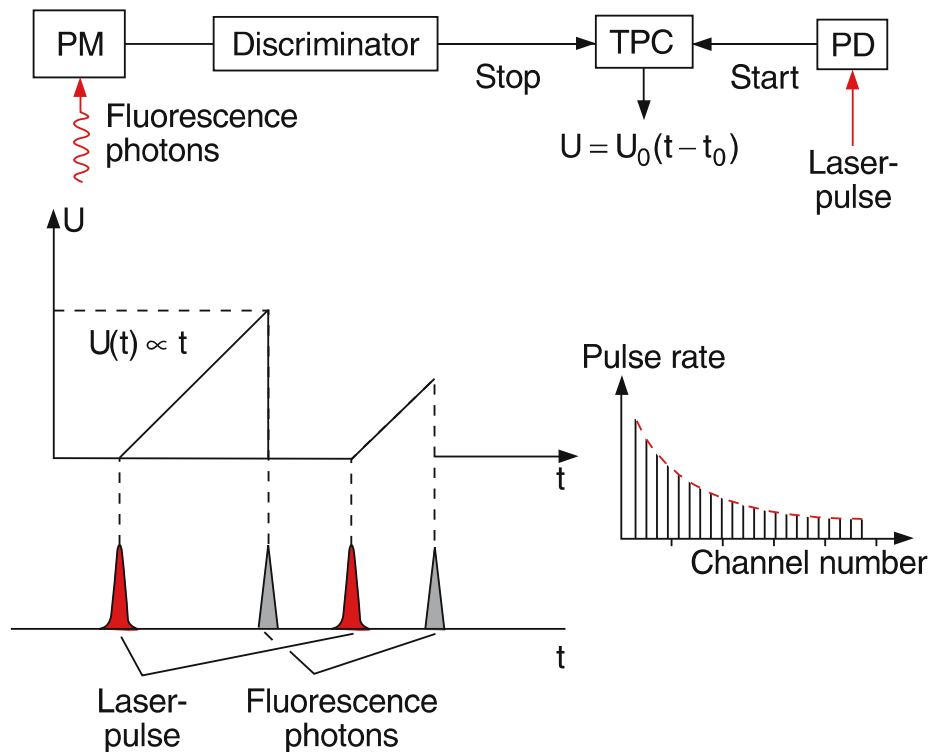 PM
Discriminator
TPC
PD
Stop
Start
Fluorescence
photons
U = U₀(t − t₀)
Laser-
pulse
U
U(t) ∝ t
t
Pulse rate
Channel number
t
Laser-
pulse
Fluorescence
photons